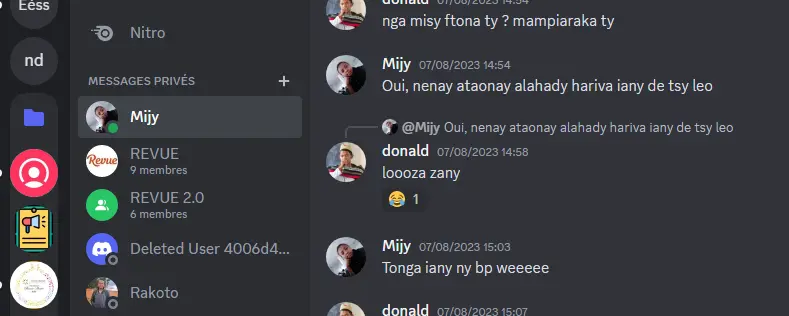 Eéss
nd
Nitro
MESSAGES PRIVÉS
Mijy
Revue
REVUE
9 membres
REVUE 2.0
6 membres
Deleted User 4006d4...
Rakoto
donald 07/08/2023 14:54
nga misy ftona ty ? mampiaraka ty
Mijy 07/08/2023 14:54
Oui, nenay ataonay alahady hariva iany de tsy leo
@Mijy Oui, nenay ataonay alahady hariva iany de tsy leo
donald 07/08/2023 14:58
loooza zany
😂 1
Mijy 07/08/2023 15:03
Tonga iany ny bp weeeee
donald 07/08/2023 15:07